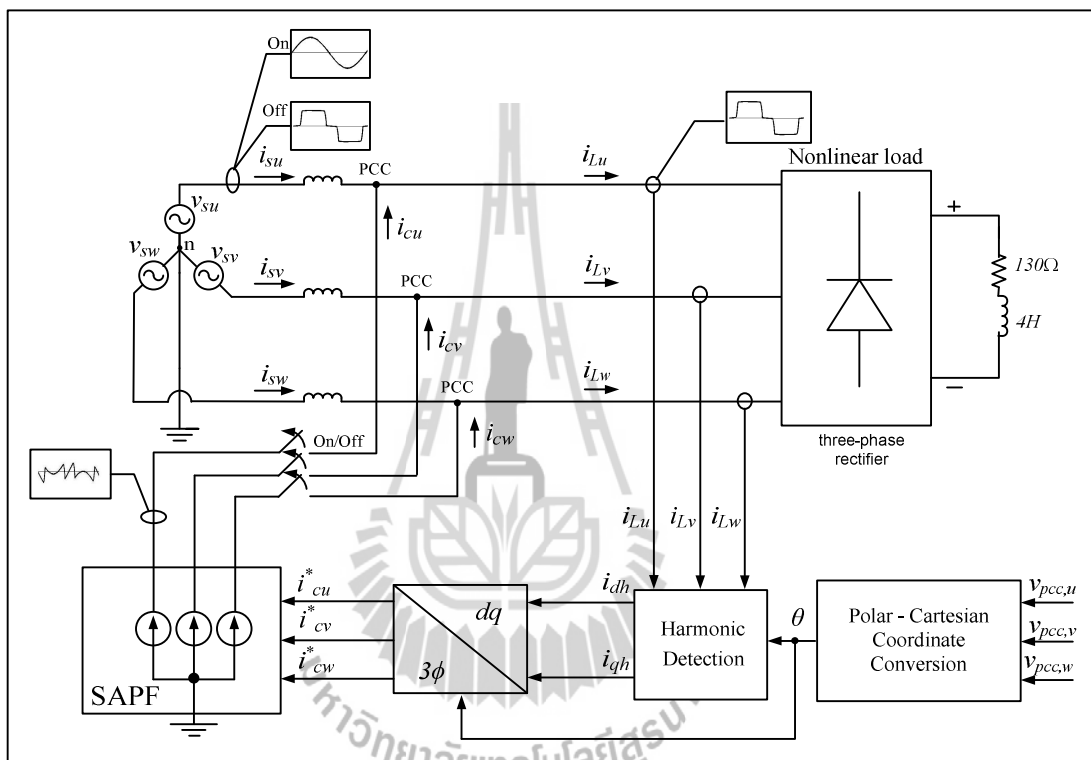 On
Off
i_su
PCC
i_Lu
Nonlinear load
v_su
i_cu
+
n
v_sw
v_sv
i_sv
PCC
i_Lv
130Ω
4H
i_cv
i_sw
PCC
i_Lw
−
i_cw
On/Off
three-phase
rectifier
i_Lu
i_Lv
i_Lw
i*_cu
i*_cv
i*_cw
SAPF
dq
3ϕ
i_dh
i_qh
Harmonic
Detection
θ
Polar - Cartesian
Coordinate
Conversion
v_pcc,u
v_pcc,v
v_pcc,w